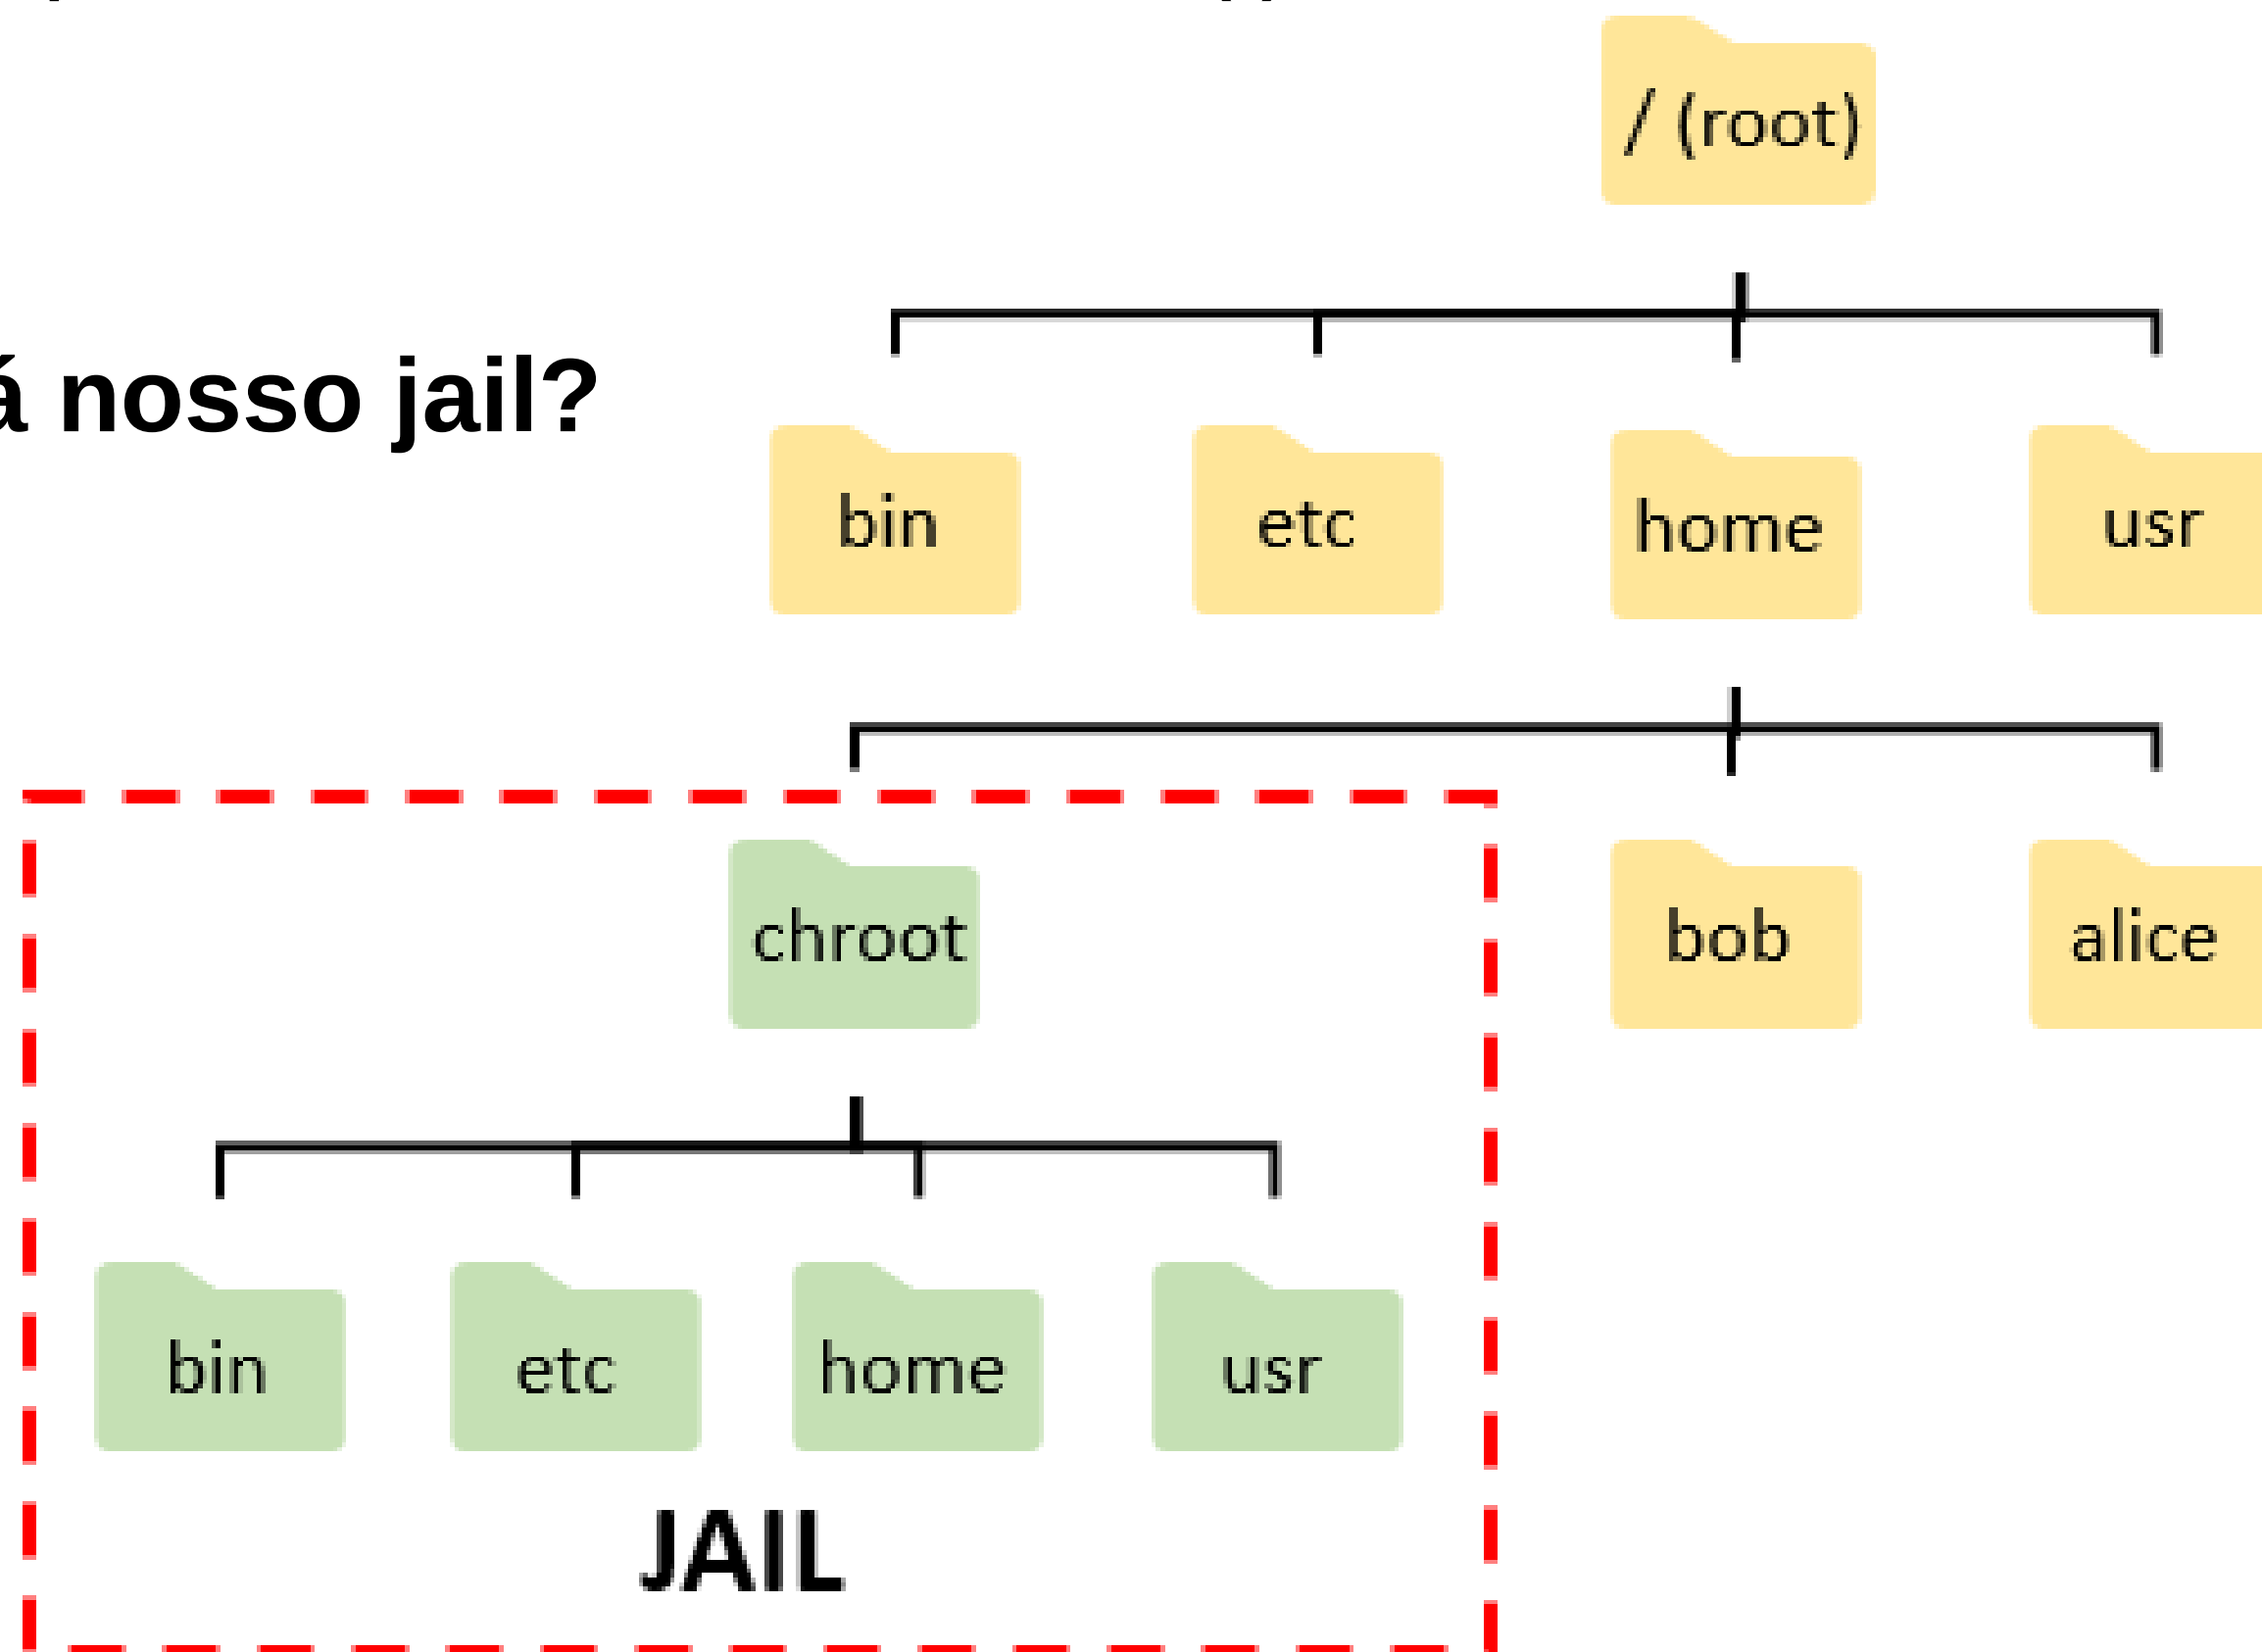 / (root)
á nosso jail?
bin etc home usr
chroot bob alice
bin etc home usr
JAIL